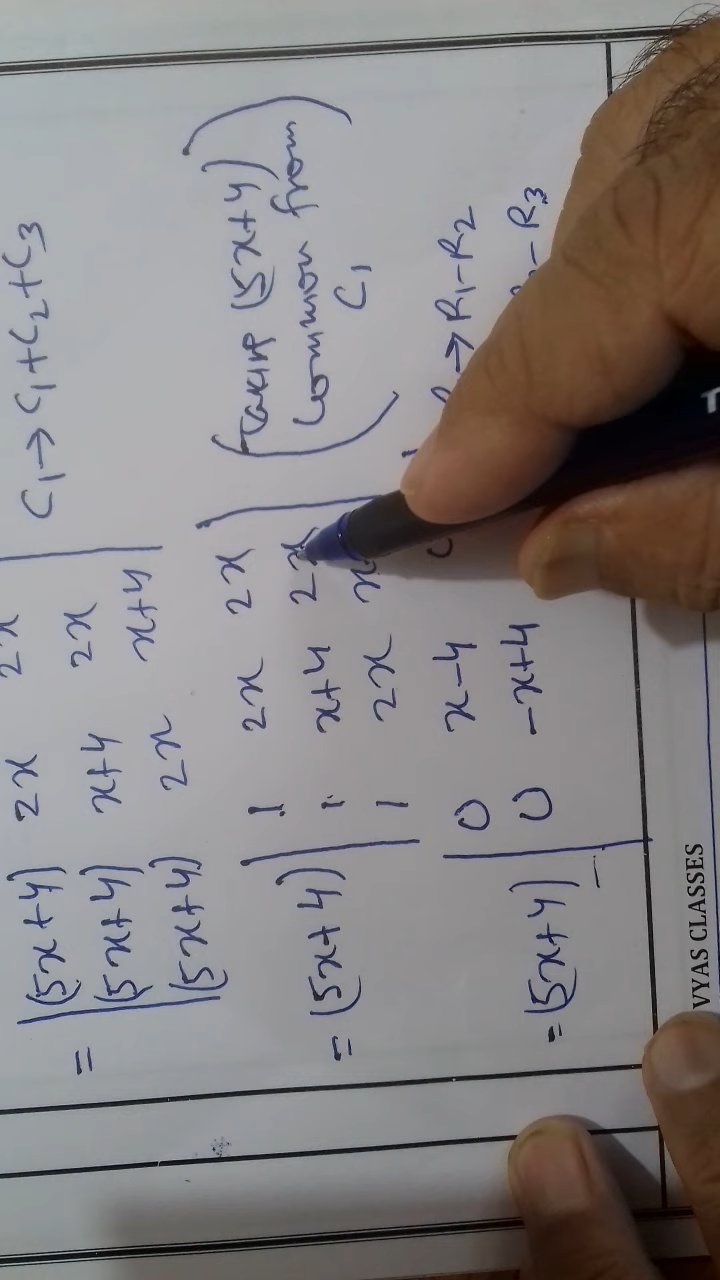 2x
= |(5x+4) 2x
(5x+4) x+4 2x
(5x+4) 2x x+4| C₁→C₁+C₂+C₃
= (5x+4) |1 2x 2x
1 x+4 2x
1 2x x| (Taking (5x+4) common from C₁)
= (5x+4) |0 x-4 →R₁-R₂
0 -x+4 -R₃
VYAS CLASSES